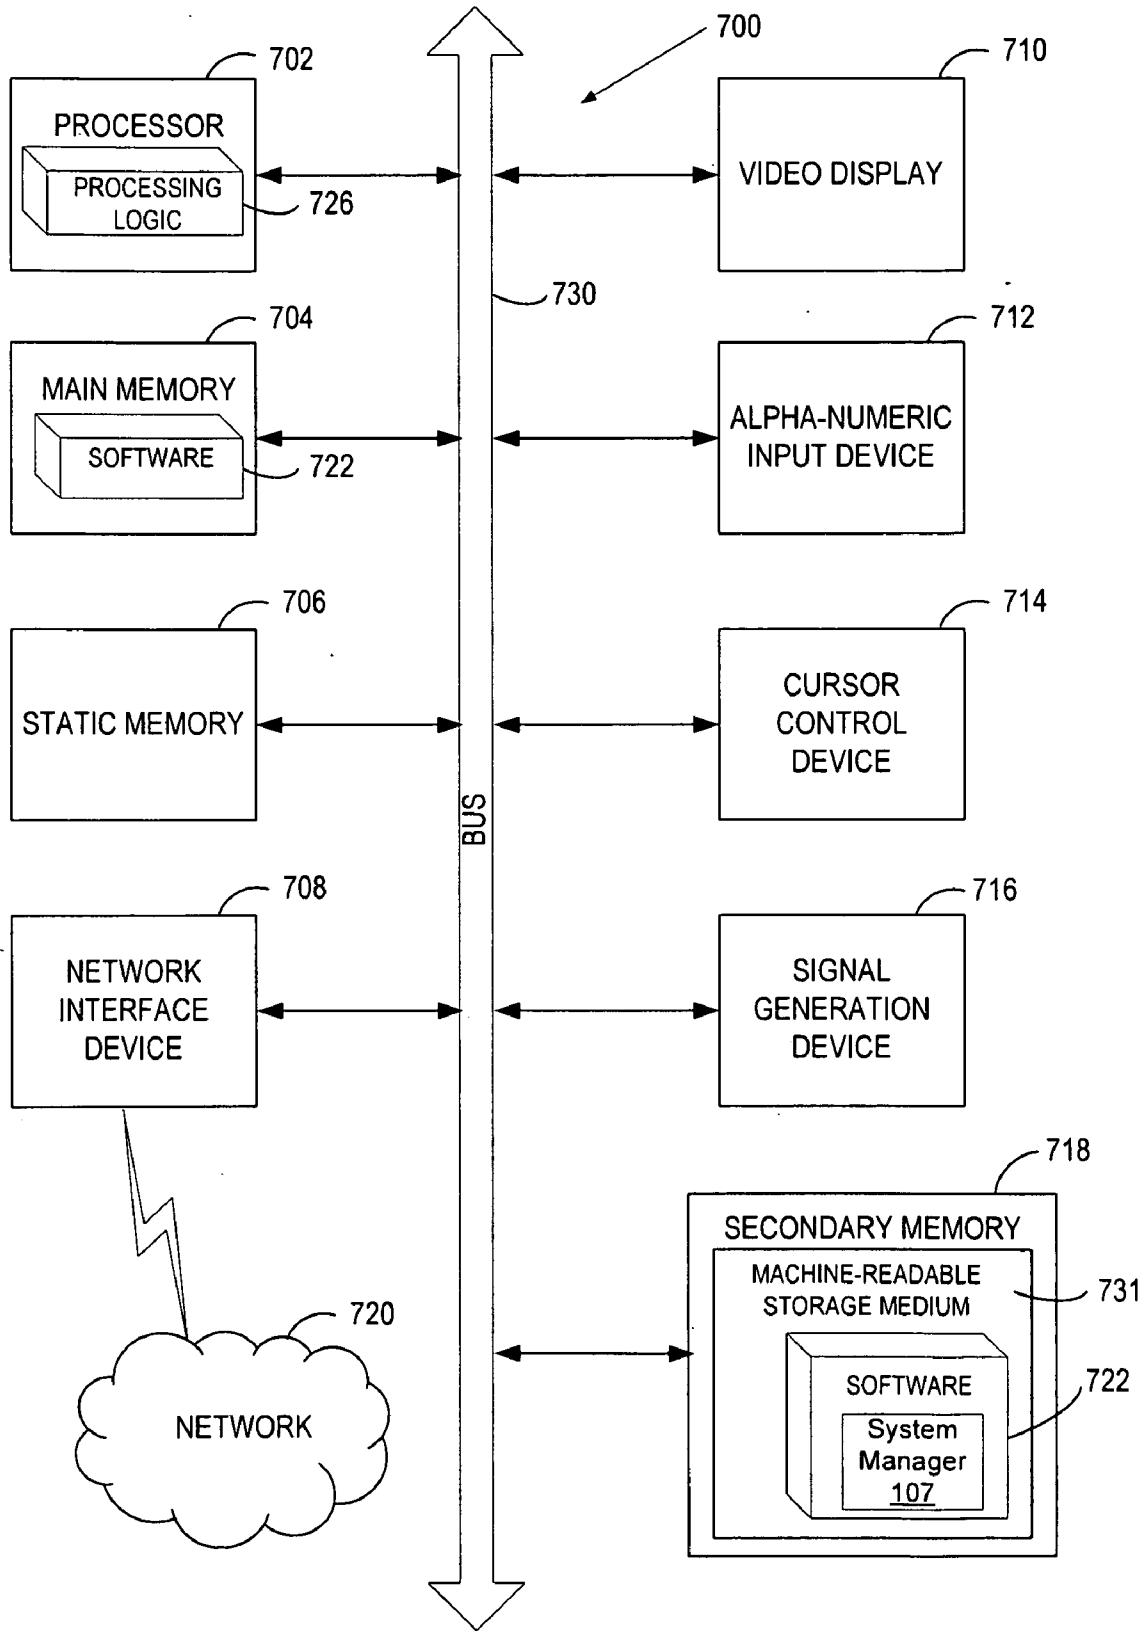 700
702
PROCESSOR
PROCESSING
LOGIC
726
710
VIDEO DISPLAY
730
704
MAIN MEMORY
SOFTWARE
722
712
ALPHA-NUMERIC
INPUT DEVICE
706
STATIC MEMORY
714
CURSOR
CONTROL
DEVICE
BUS
708
NETWORK
INTERFACE
DEVICE
716
SIGNAL
GENERATION
DEVICE
718
SECONDARY MEMORY
MACHINE-READABLE
STORAGE MEDIUM
731
SOFTWARE
722
System
Manager
107
720
NETWORK